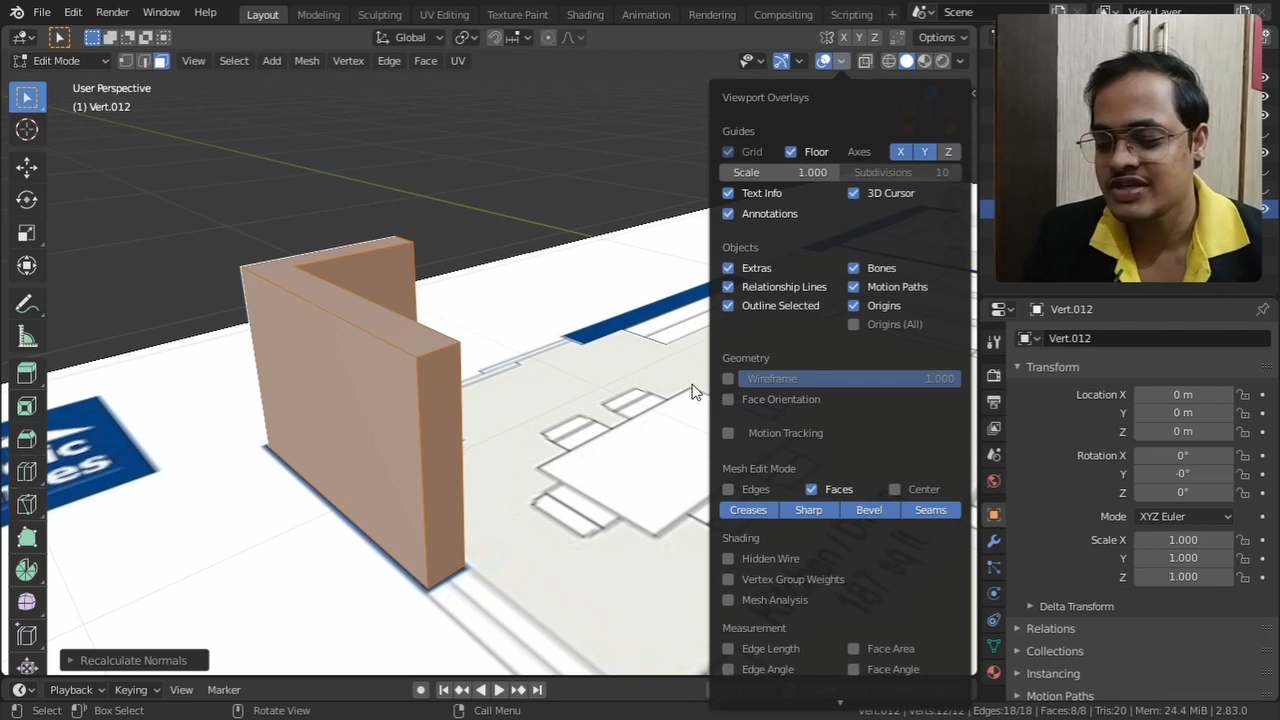 File Edit Render Window Help Layout Modeling Sculpting UV Editing Texture Paint Shading Animation Rendering Compositing Scripting + Scene View Layer
Global X Y Z Options
Edit Mode View Select Add Mesh Vertex Edge Face UV
User Perspective
(1) Vert.012
Viewport Overlays
Guides
Grid Floor Axes X Y Z
Scale 1.000 Subdivisions 10
Text Info 3D Cursor
Annotations
Objects
Extras Bones
Relationship Lines Motion Paths
Outline Selected Origins
Origins (All)
Geometry
Wireframe 1.000
Face Orientation
Motion Tracking
Mesh Edit Mode
Edges Faces Center
Creases Sharp Bevel Seams
Shading
Hidden Wire
Vertex Group Weights
Mesh Analysis
Measurement
Edge Length Face Area
Edge Angle Face Angle
187 sq ft
Vert.012
Vert.012
Transform
Location X 0 m
Y 0 m
Z 0 m
Rotation X 0°
Y -0°
Z 0°
Mode XYZ Euler
Scale X 1.000
Y 1.000
Z 1.000
Delta Transform
Relations
Collections
Instancing
Motion Paths
Recalculate Normals
Playback Keying View Marker
Select Box Select Rotate View Call Menu Vert.012 | Verts:12/12 | Edges:18/18 | Faces:8/8 | Tris:20 | Mem: 24.4 MiB | 2.83.0